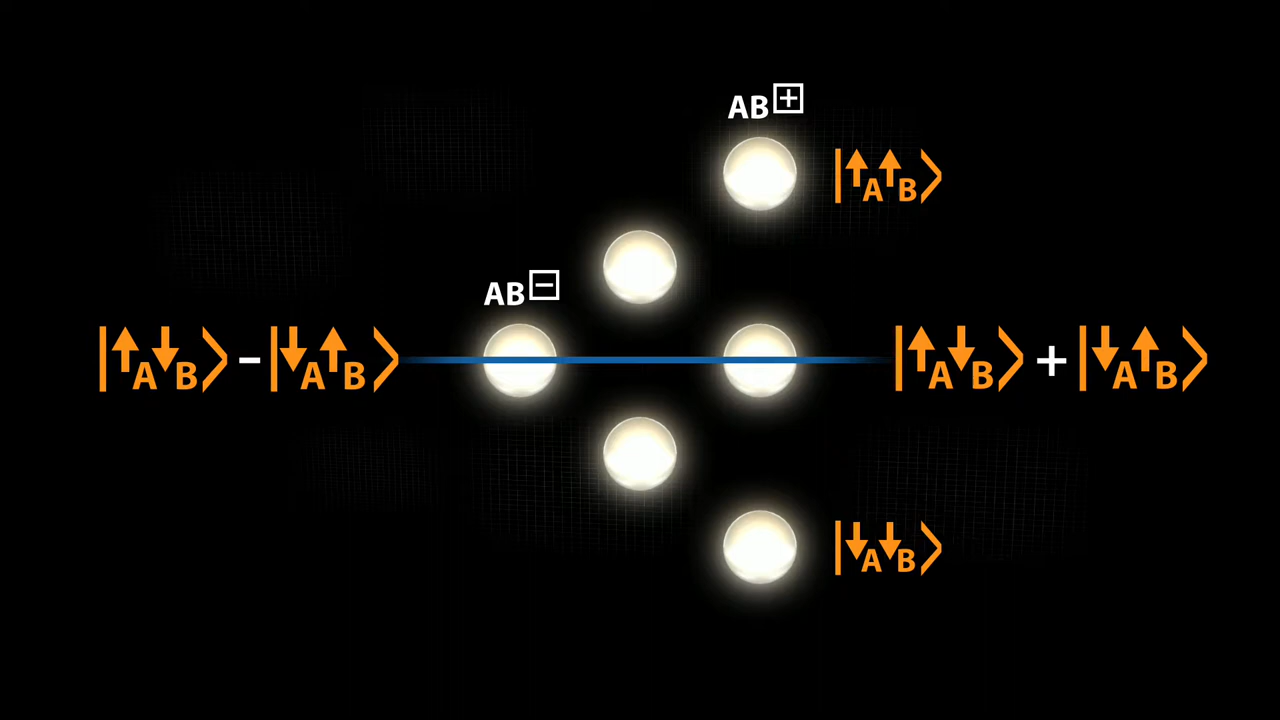 AB⊞
|↑A↑B⟩
AB⊟
|↑A↓B⟩ − |↓A↑B⟩
|↑A↓B⟩ + |↓A↑B⟩
|↓A↓B⟩